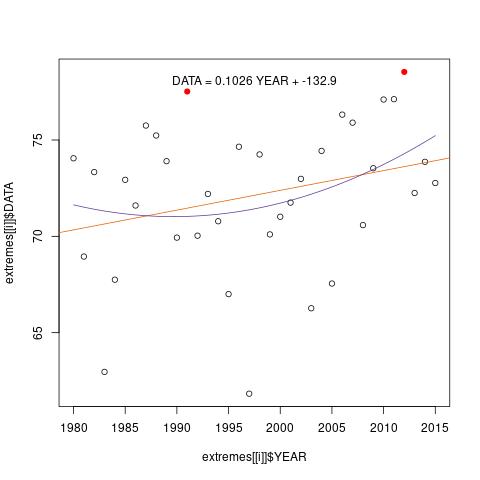 DATA = 0.1026 YEAR + -132.9
extremes[[i]]$DATA
75
70
65
1980 1985 1990 1995 2000 2005 2010 2015
extremes[[i]]$YEAR